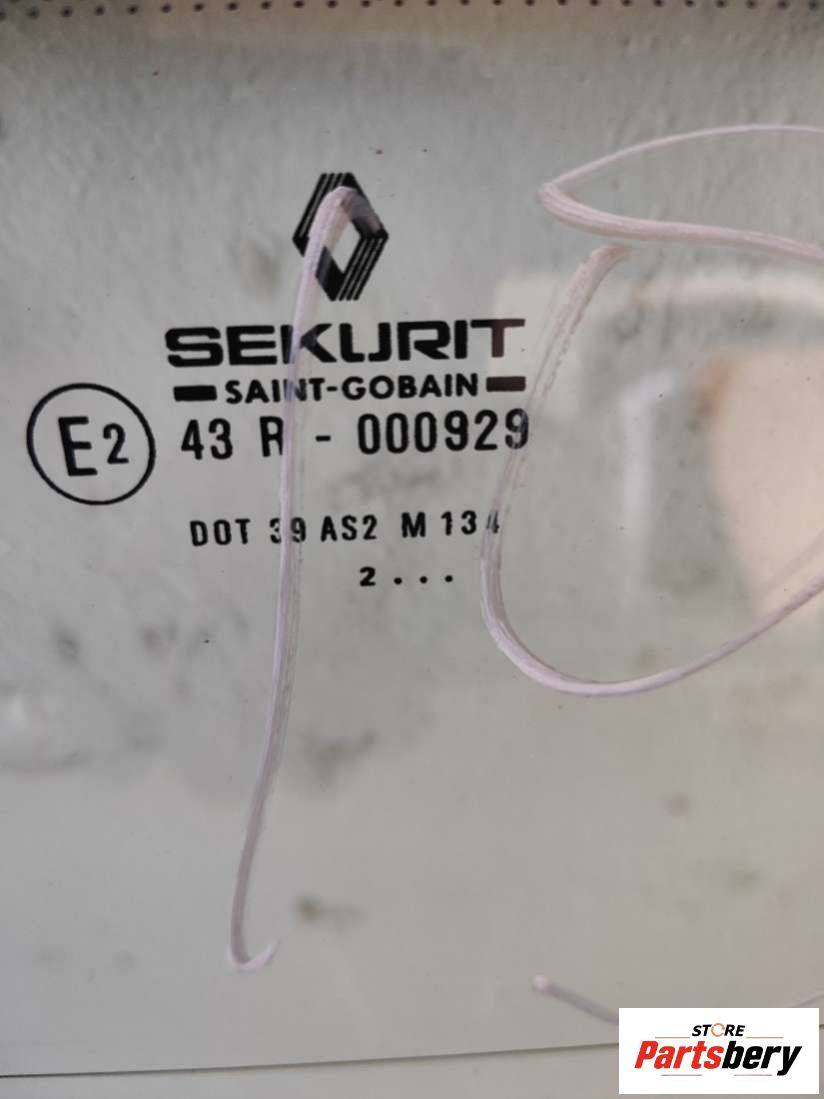 SEKURIT
SAINT-GOBAIN
E2 43 R - 000929
DOT 39 AS2 M 134
2 . . .
STORE
Partsbery